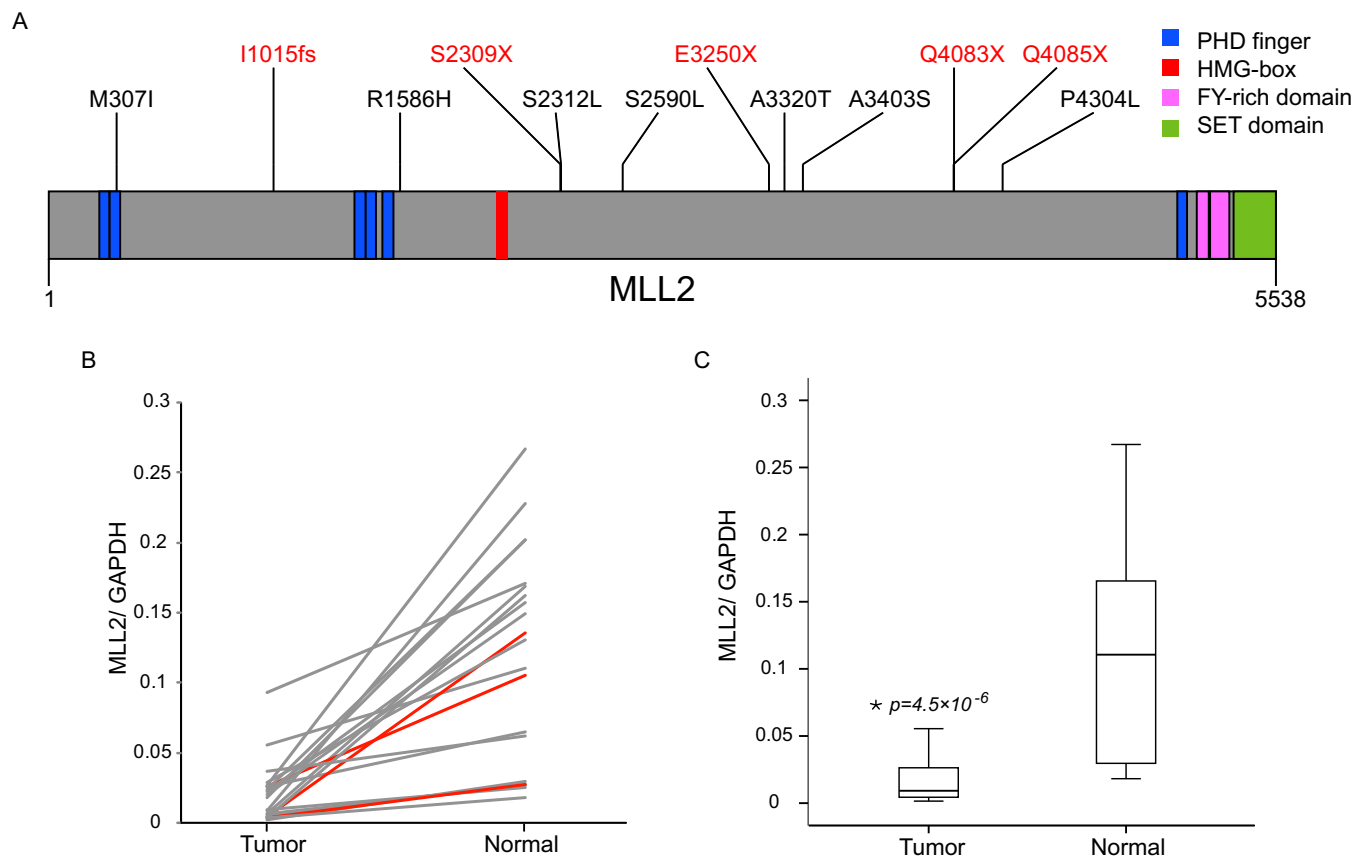 A
I1015fs S2309X E3250X Q4083X Q4085X
M307I R1586H S2312L S2590L A3320T A3403S P4304L
PHD finger
HMG-box
FY-rich domain
SET domain
1 MLL2 5538
B
MLL2/ GAPDH
0.3
0.25
0.2
0.15
0.1
0.05
0
Tumor Normal
C
MLL2/ GAPDH
0.3
0.25
0.2
0.15
0.1
0.05
0
* p=4.5×10⁻⁶
Tumor Normal